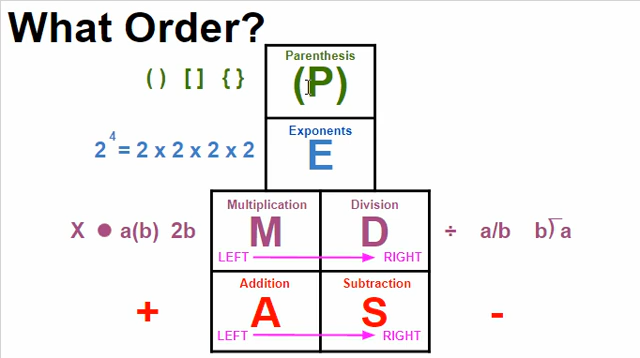 What Order?
Parenthesis
( ) [ ] { } (P)
Exponents
2⁴ = 2 x 2 x 2 x 2 E
Multiplication Division
X ● a(b) 2b M D ÷ a/b b⟌a
LEFT RIGHT
Addition Subtraction
+ A S -
LEFT RIGHT